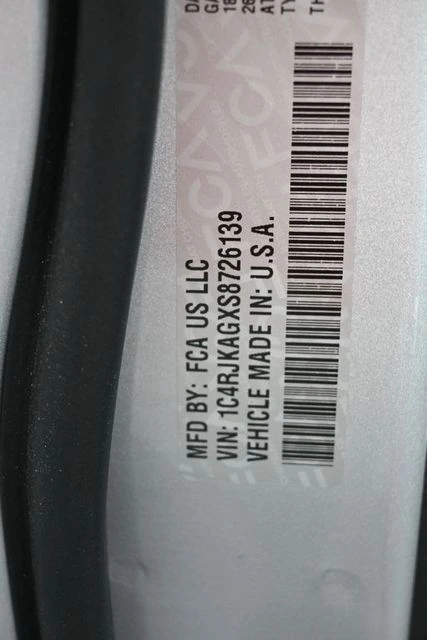 MFD BY: FCA US LLC
VIN: 1C4RJKAGXS8726139
VEHICLE MADE IN: U.S.A.